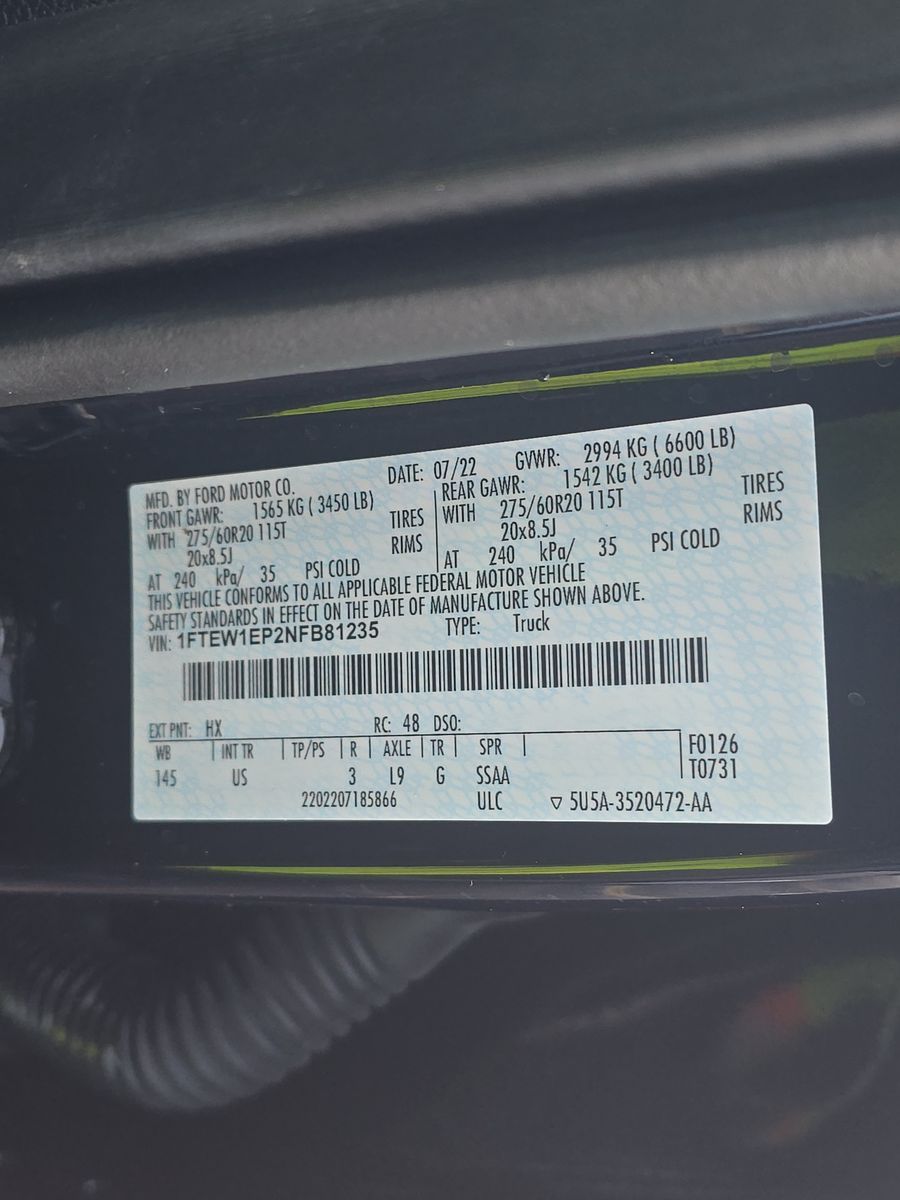 MFD. BY FORD MOTOR CO. DATE: 07/22 GVWR: 2994 KG ( 6600 LB)
FRONT GAWR: 1565 KG ( 3450 LB) REAR GAWR: 1542 KG ( 3400 LB)
WITH 275/60R20 115T TIRES WITH 275/60R20 115T TIRES
20x8.5J RIMS 20x8.5J RIMS
AT 240 kPa/ 35 PSI COLD AT 240 kPa/ 35 PSI COLD
THIS VEHICLE CONFORMS TO ALL APPLICABLE FEDERAL MOTOR VEHICLE
SAFETY STANDARDS IN EFFECT ON THE DATE OF MANUFACTURE SHOWN ABOVE.
VIN: 1FTEW1EP2NFB81235 TYPE: Truck
EXT PNT: HX RC: 48 DSO:
WB INT TR TP/PS R AXLE TR SPR F0126
145 US 3 L9 G SSAA T0731
2202207185866 ULC ▽ 5U5A-3520472-AA